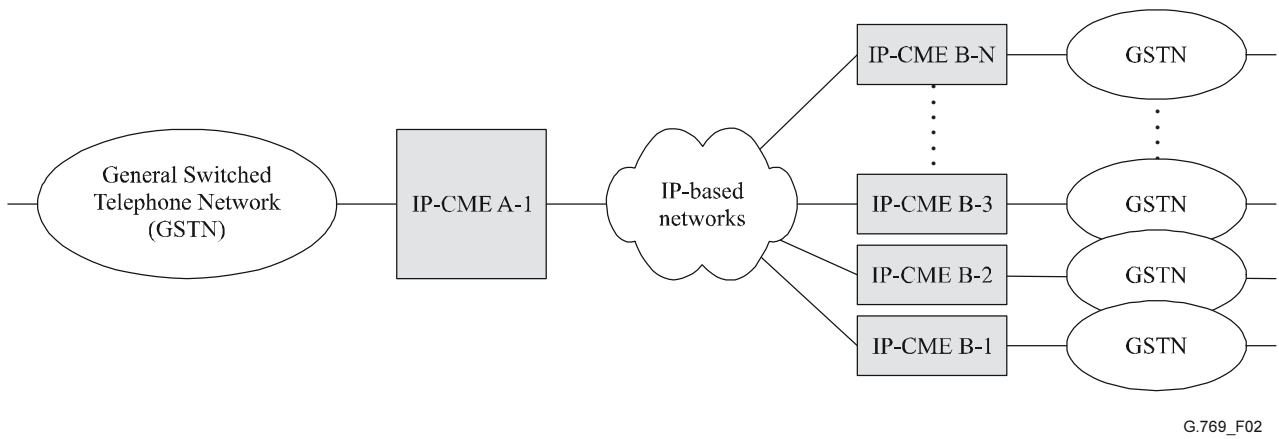 IP-CME B-N
GSTN
General Switched
Telephone Network
(GSTN)
IP-CME A-1
IP-based
networks
IP-CME B-3
GSTN
IP-CME B-2
GSTN
IP-CME B-1
GSTN
G.769_F02